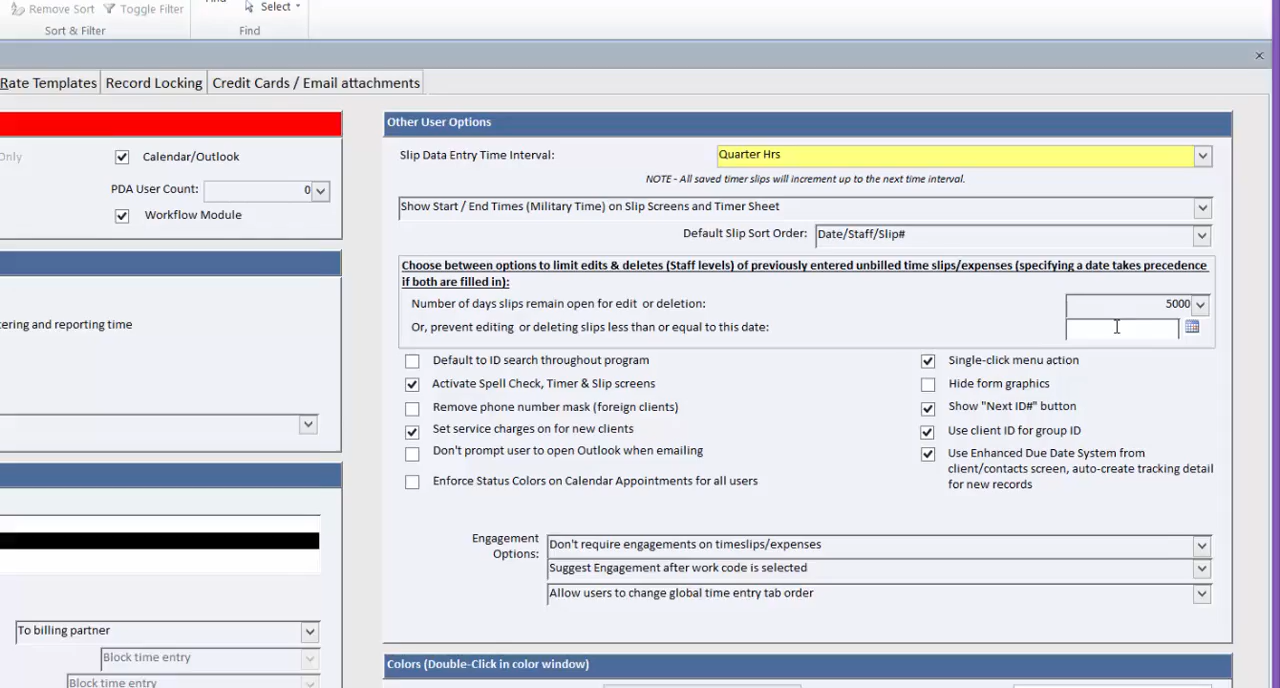 Remove Sort
Toggle Filter
Select
Sort & Filter
Find
Rate Templates
Record Locking
Credit Cards / Email attachments
Only
Calendar/Outlook
PDA User Count:
0
Workflow Module
tering and reporting time
To billing partner
Block time entry
Block time entry
Other User Options
Slip Data Entry Time Interval:
Quarter Hrs
NOTE - All saved timer slips will increment up to the next time interval.
Show Start / End Times (Military Time) on Slip Screens and Timer Sheet
Default Slip Sort Order:
Date/Staff/Slip#
Choose between options to limit edits & deletes (Staff levels) of previously entered unbilled time slips/expenses (specifying a date takes precedence
if both are filled in):
Number of days slips remain open for edit or deletion:
5000
Or, prevent editing or deleting slips less than or equal to this date:
Default to ID search throughout program
Activate Spell Check, Timer & Slip screens
Remove phone number mask (foreign clients)
Set service charges on for new clients
Don't prompt user to open Outlook when emailing
Enforce Status Colors on Calendar Appointments for all users
Single-click menu action
Hide form graphics
Show "Next ID#" button
Use client ID for group ID
Use Enhanced Due Date System from
client/contacts screen, auto-create tracking detail
for new records
Engagement
Options:
Don't require engagements on timeslips/expenses
Suggest Engagement after work code is selected
Allow users to change global time entry tab order
Colors (Double-Click in color window)